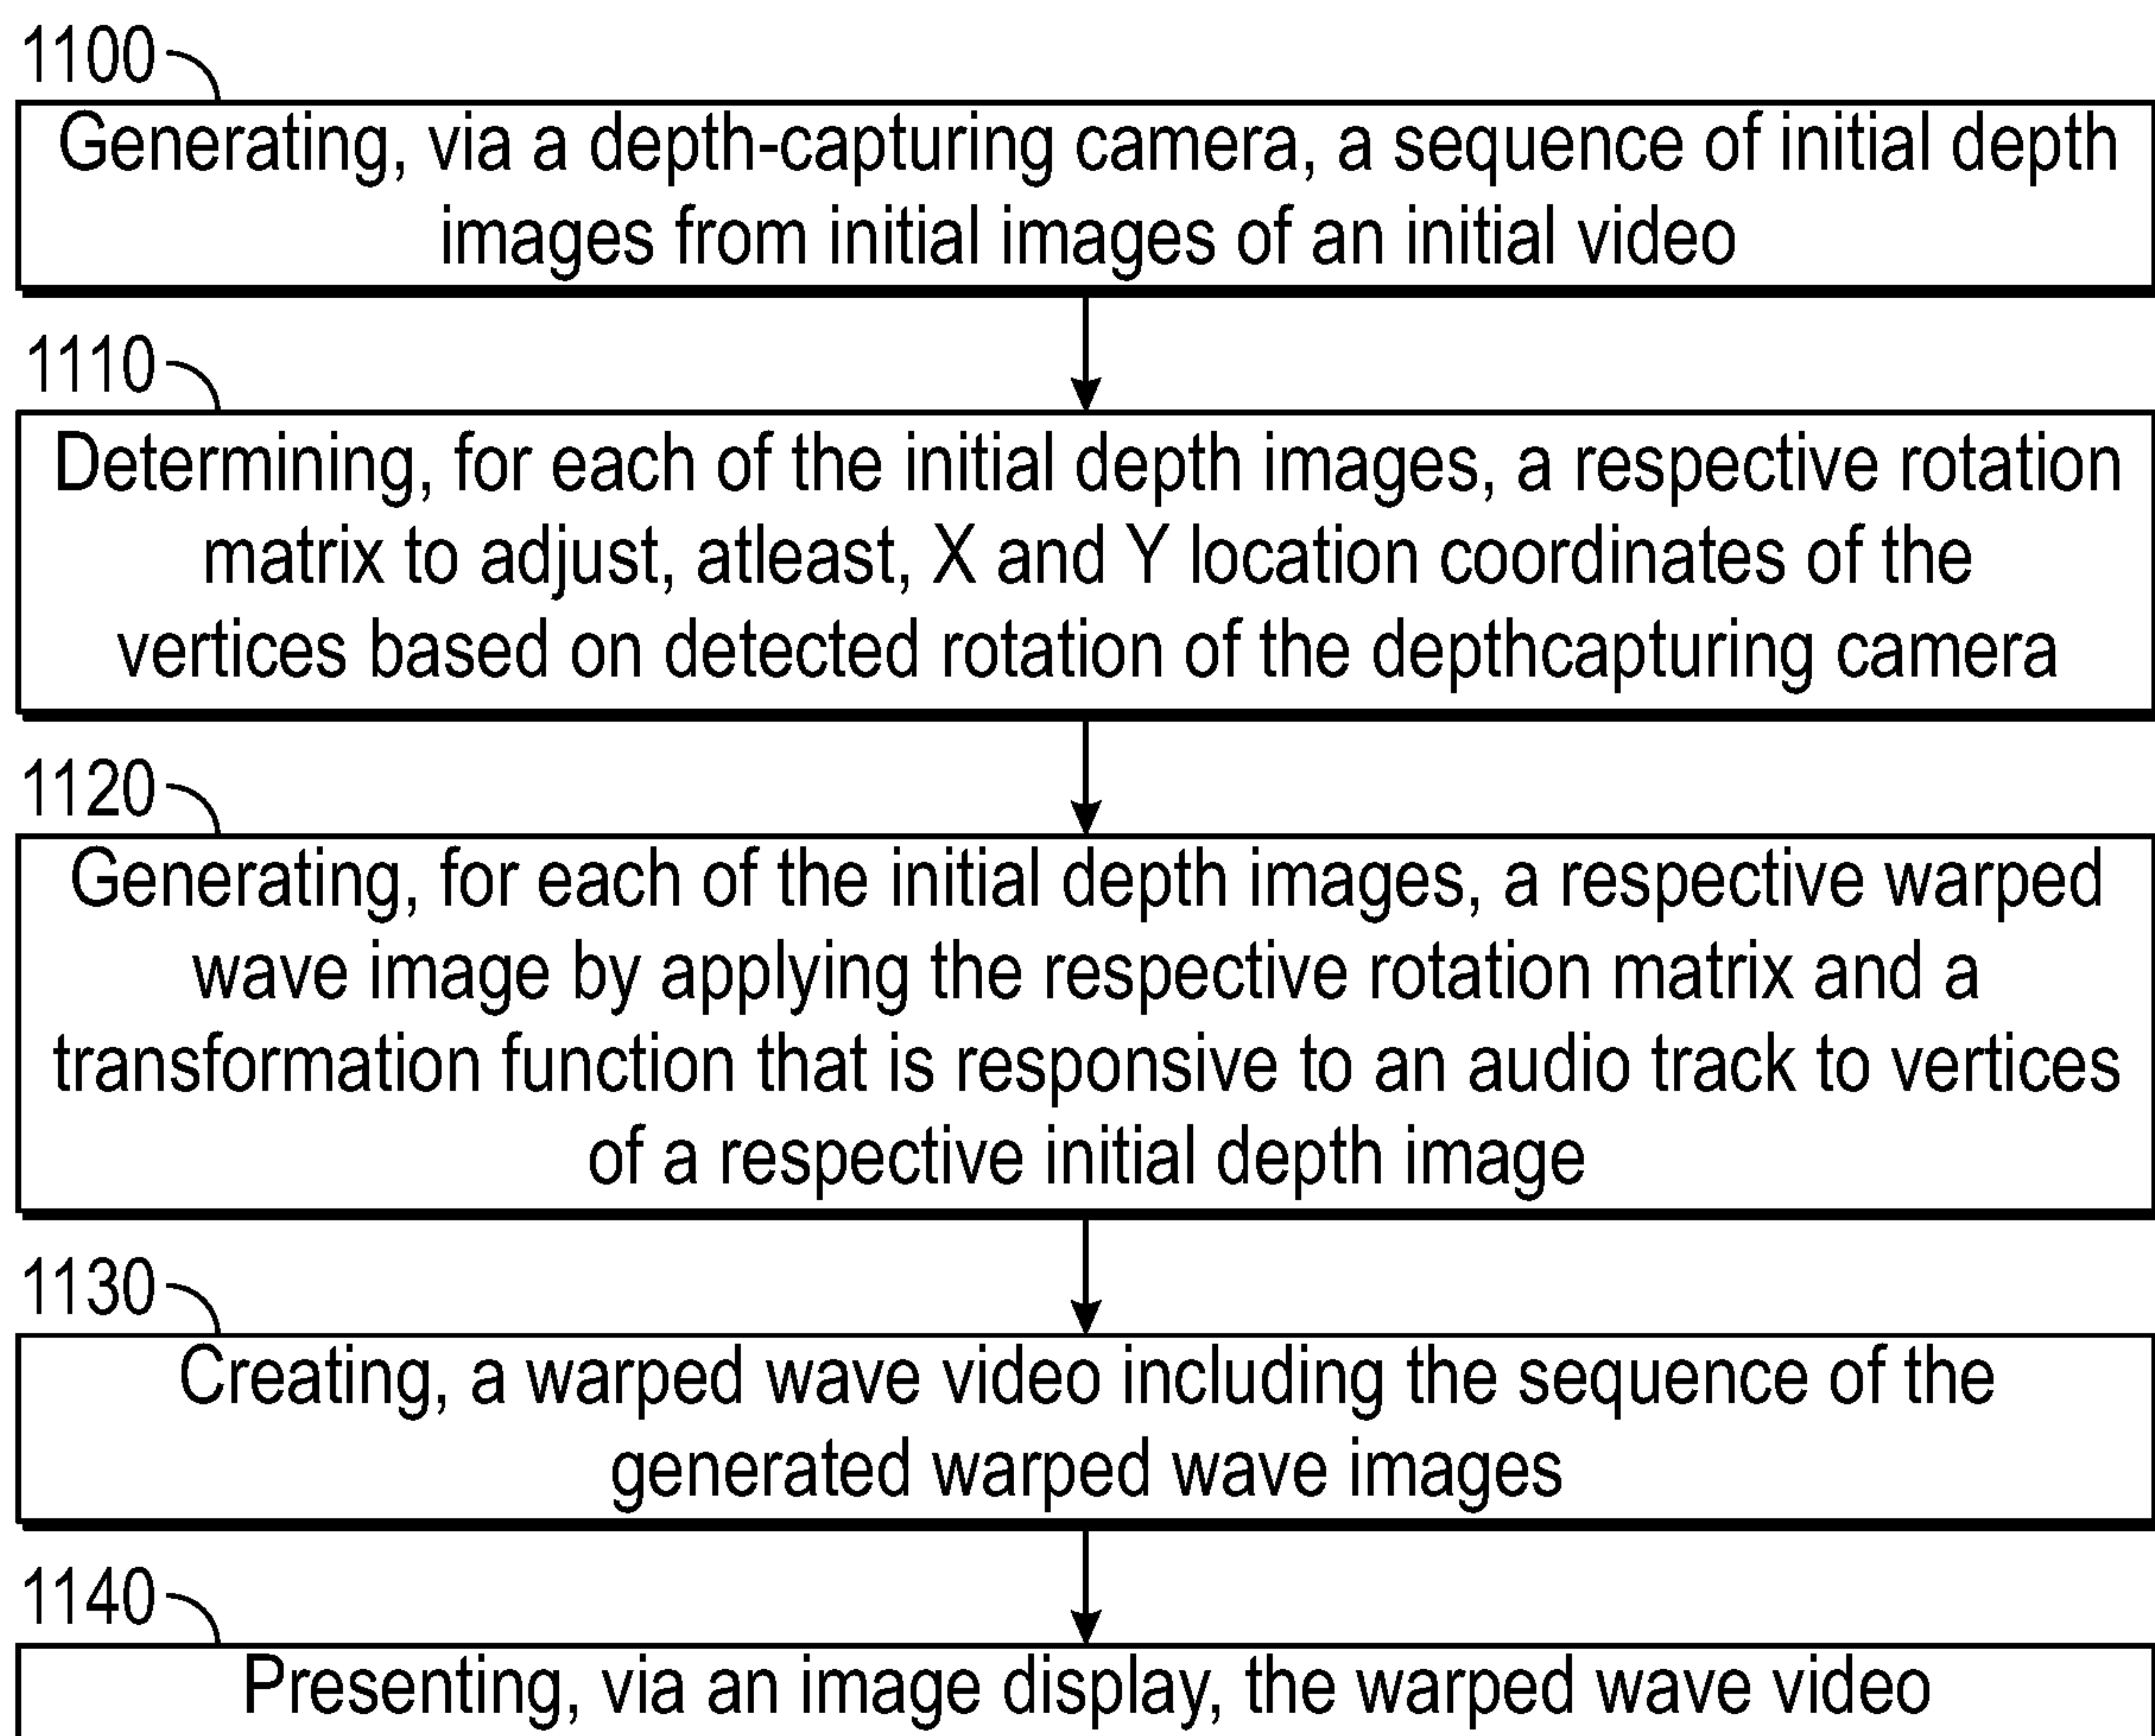 1100
Generating, via a depth-capturing camera, a sequence of initial depth
images from initial images of an initial video
1110
Determining, for each of the initial depth images, a respective rotation
matrix to adjust, atleast, X and Y location coordinates of the
vertices based on detected rotation of the depthcapturing camera
1120
Generating, for each of the initial depth images, a respective warped
wave image by applying the respective rotation matrix and a
transformation function that is responsive to an audio track to vertices
of a respective initial depth image
1130
Creating, a warped wave video including the sequence of the
generated warped wave images
1140
Presenting, via an image display, the warped wave video